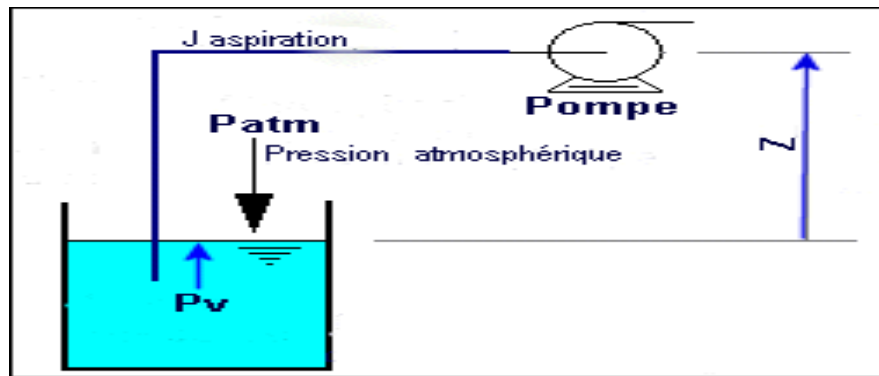 J aspiration
Pompe
Patm
Pression atmosphérique
Z
Pv